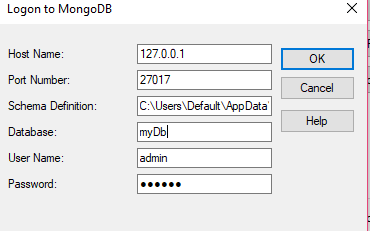 Logon to MongoDB
Host Name: 127.0.0.1 OK
Port Number: 27017 Cancel
Schema Definition: C:\Users\Default\AppData\
Database: myDb Help
User Name: admin
Password: ●●●●●●